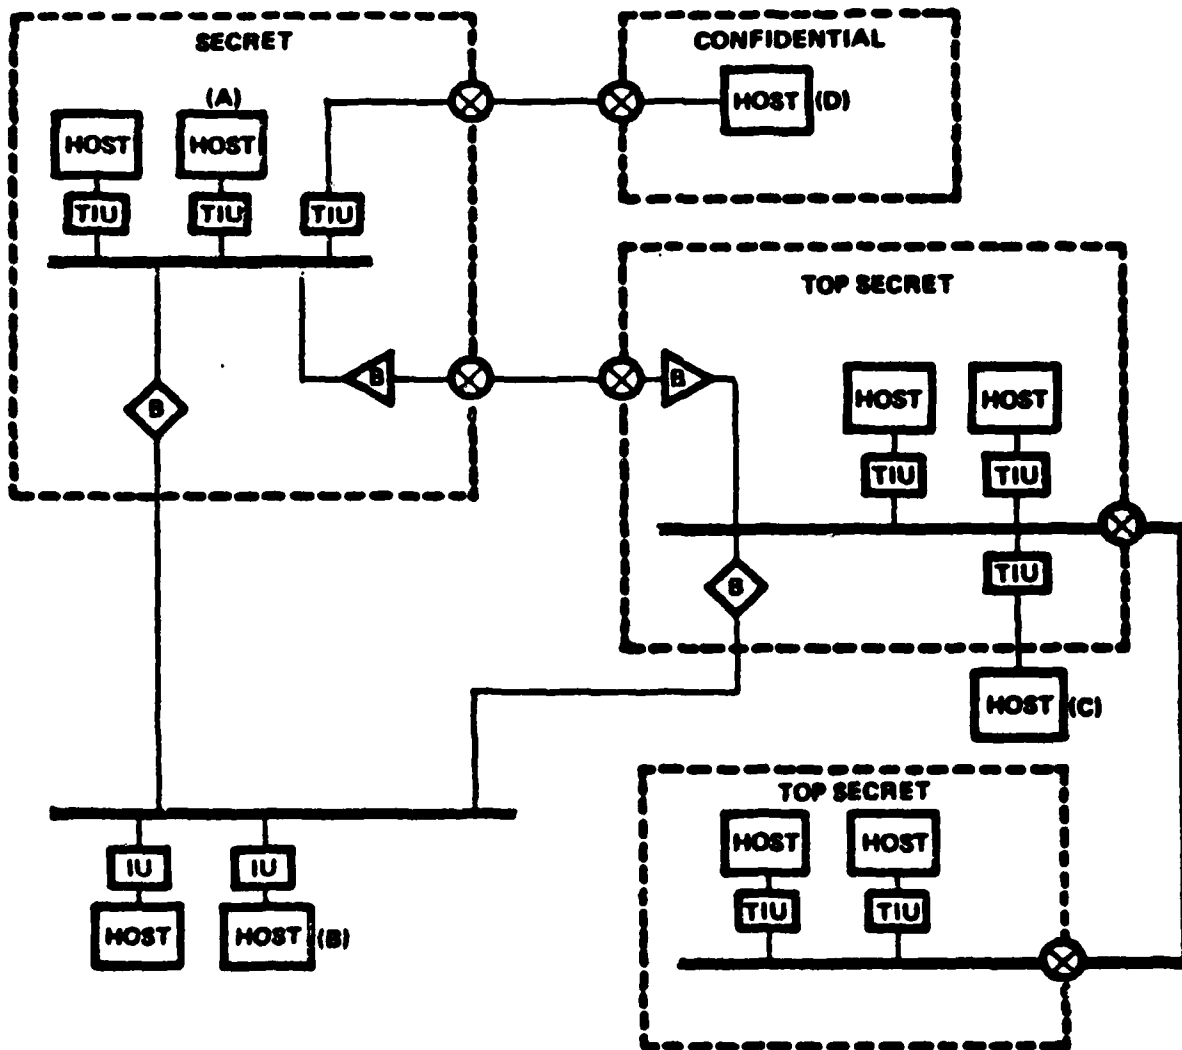 SECRET
CONFIDENTIAL
(A)
HOST (D)
HOST
HOST
TIU
TIU
TIU
TOP SECRET
B
B
B
HOST
HOST
TIU
TIU
TIU
B
HOST (C)
TOP SECRET
HOST
HOST
IU
IU
TIU
TIU
HOST
HOST (B)